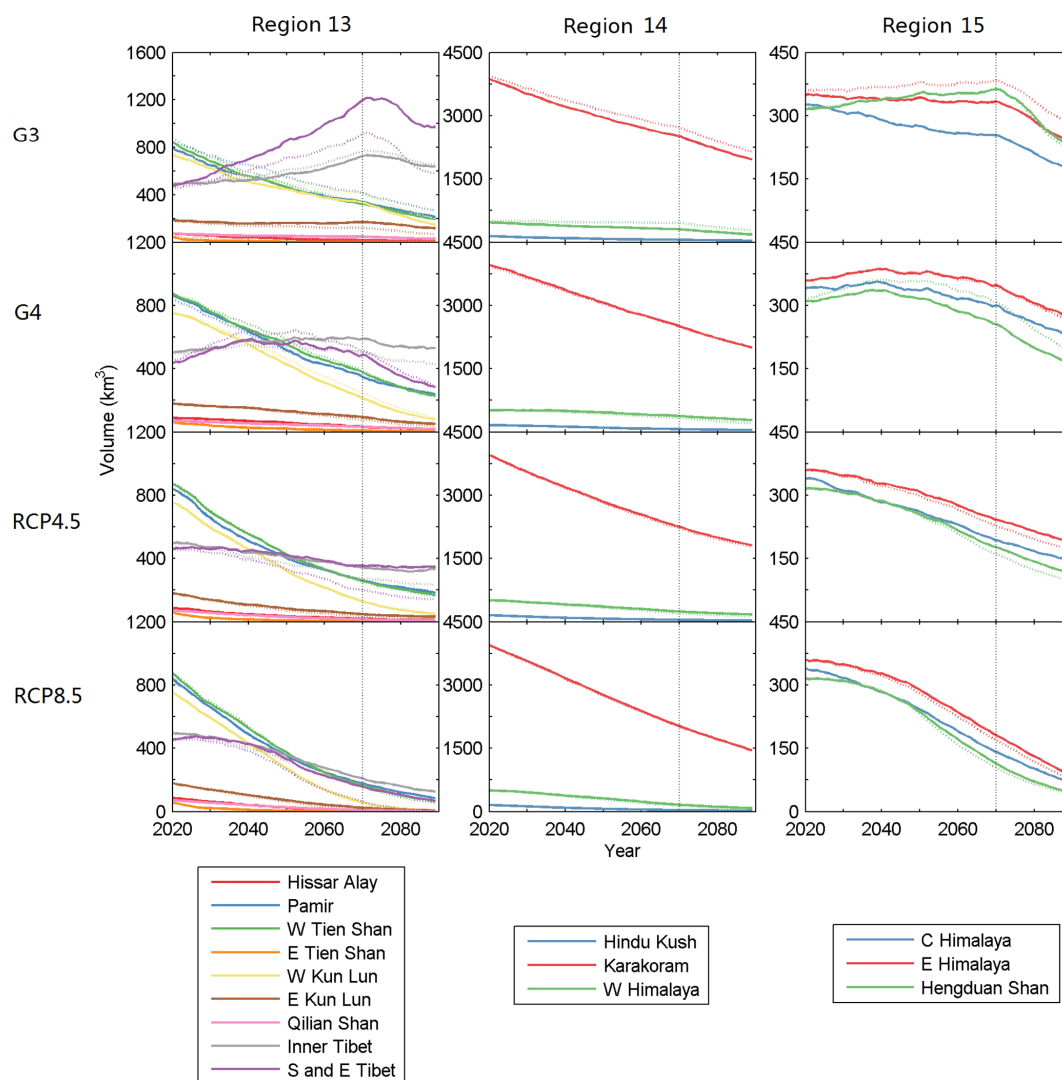 Region 13
Region 14
Region 15
G3
G4
RCP4.5
RCP8.5
Volume (km3)
1600
1200
800
400
1200
800
400
1200
800
400
1200
800
400
0
4500
3000
1500
4500
3000
1500
4500
3000
1500
4500
3000
1500
0
450
300
150
450
300
150
450
300
150
450
300
150
0
2020 2040 2060 2080
2020 2040 2060 2080
2020 2040 2060 2080
Year
Hissar Alay
Pamir
W Tien Shan
E Tien Shan
W Kun Lun
E Kun Lun
Qilian Shan
Inner Tibet
S and E Tibet
Hindu Kush
Karakoram
W Himalaya
C Himalaya
E Himalaya
Hengduan Shan